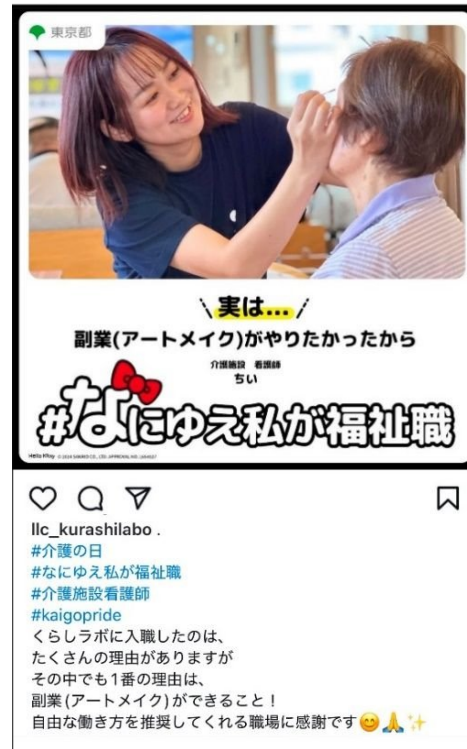 東京都
実は...
副業(アートメイク)がやりたかったから
介護施設 看護師
ちい
#なにゆえ私が福祉職
llc_kurashilabo .
#介護の日
#なにゆえ私が福祉職
#介護施設看護師
#kaigopride
くらしラボに入職したのは、
たくさんの理由がありますが
その中でも1番の理由は、
副業(アートメイク)ができること!
自由な働き方を推奨してくれる職場に感謝です😊🙏✨